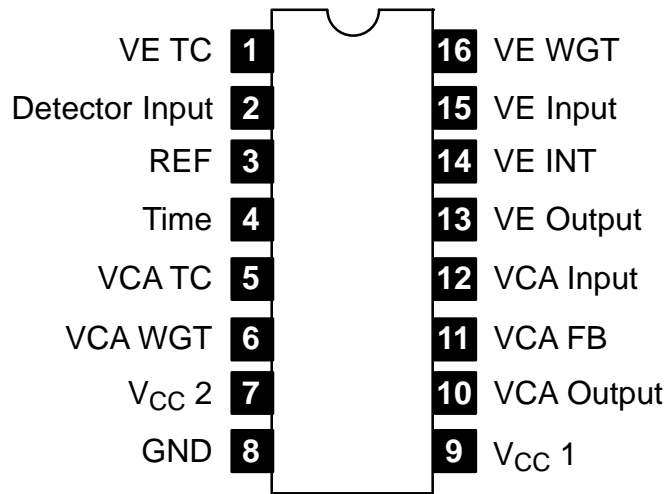 VE TC 1 16 VE WGT
Detector Input 2 15 VE Input
REF 3 14 VE INT
Time 4 13 VE Output
VCA TC 5 12 VCA Input
VCA WGT 6 11 VCA FB
VCC 2 7 10 VCA Output
GND 8 9 VCC 1